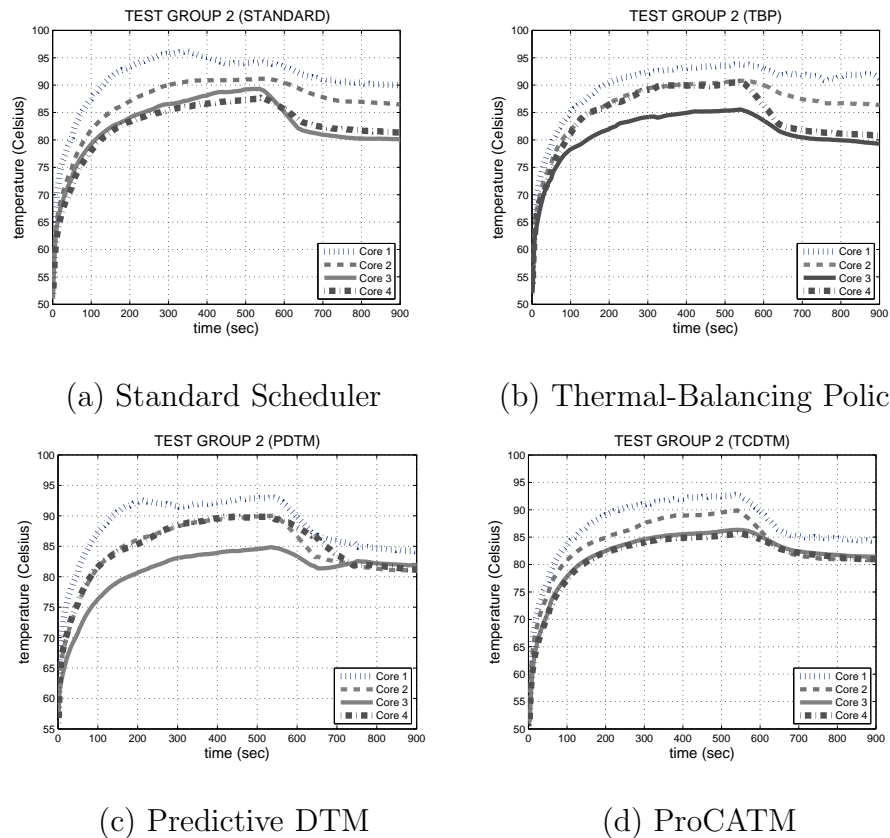 TEST GROUP 2 (STANDARD)
100
95
90
85
80
75
70
65
60
55
50
temperature (Celsius)
0 100 200 300 400 500 600 700 800 900
time (sec)
Core 1
Core 2
Core 3
Core 4
(a) Standard Scheduler
TEST GROUP 2 (TBP)
100
95
90
85
80
75
70
65
60
55
50
temperature (Celsius)
0 100 200 300 400 500 600 700 800 900
time (sec)
Core 1
Core 2
Core 3
Core 4
(b) Thermal-Balancing Polic
TEST GROUP 2 (PDTM)
100
95
90
85
80
75
70
65
60
55
temperature (Celsius)
0 100 200 300 400 500 600 700 800 900
time (sec)
Core 1
Core 2
Core 3
Core 4
(c) Predictive DTM
TEST GROUP 2 (TCDTM)
100
95
90
85
80
75
70
65
60
55
50
temperature (Celsius)
0 100 200 300 400 500 600 700 800 900
time (sec)
Core 1
Core 2
Core 3
Core 4
(d) ProCATM